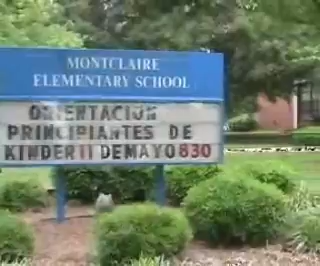 MONTCLAIRE
ELEMENTARY SCHOOL
ORIENTACION
PRINCIPIANTES DE
KINDER 11 DE MAYO 830